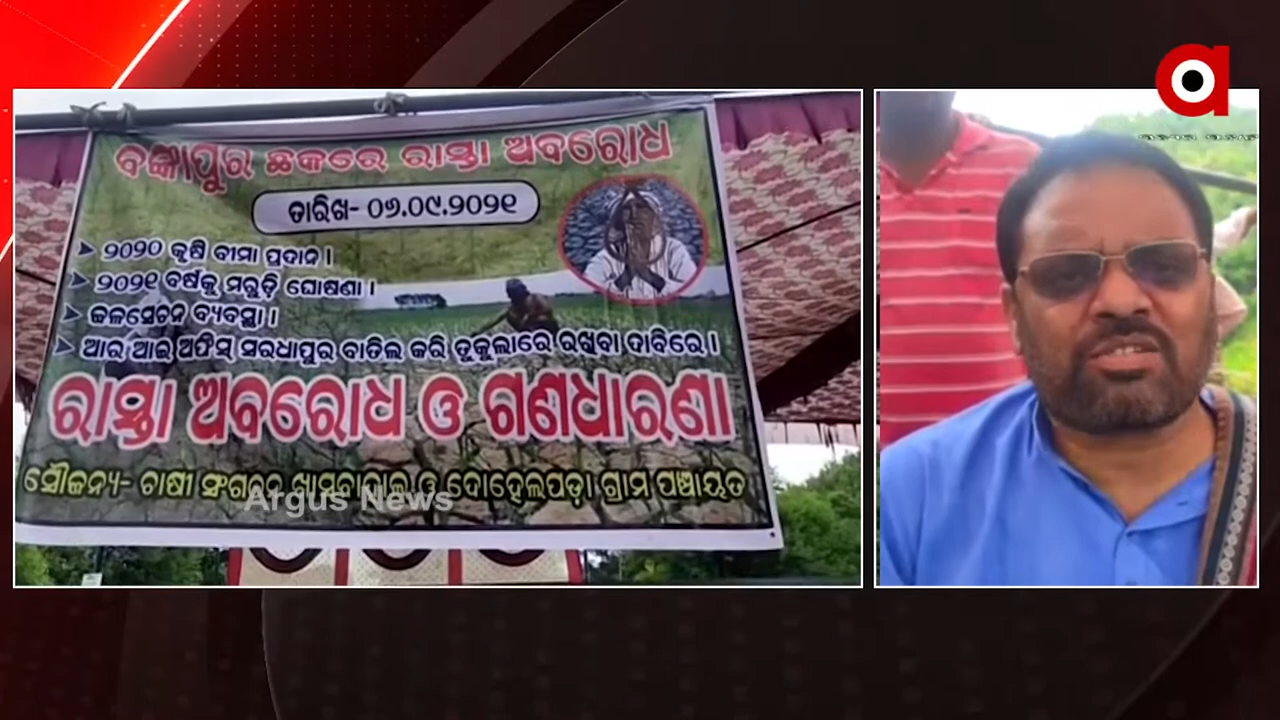 ବଙ୍କାପୁର ଛକରେ ରାସ୍ତା ଅବରୋଧ
ତାରିଖ- ୦୬.୦୯.୨୦୨୧
୨୦୨୦ କୃଷି ବୀମା ପ୍ରଦାନ ।
୨୦୨୧ ବର୍ଷକୁ ମରୁଡ଼ି ଘୋଷଣା ।
ଜଳସେଚନ ବ୍ୟବସ୍ଥା ।
ଆର୍ ଆଇ ଅଫିସ୍ ସରଧାପୁର ବାତିଲ କରି ଡୁକୁଲାରେ ରଖିବା ଦାବିରେ ।
ରାସ୍ତା ଅବରୋଧ ଓ ଗଣଧାରଣା
ସୌଜନ୍ୟ- ଚାଷୀ ସଂଗଠନ ଖାସବାହାଲ ଓ ଦୋହେଲପଡ଼ା ଗ୍ରାମ ପଞ୍ଚାୟତ
Argus News
a